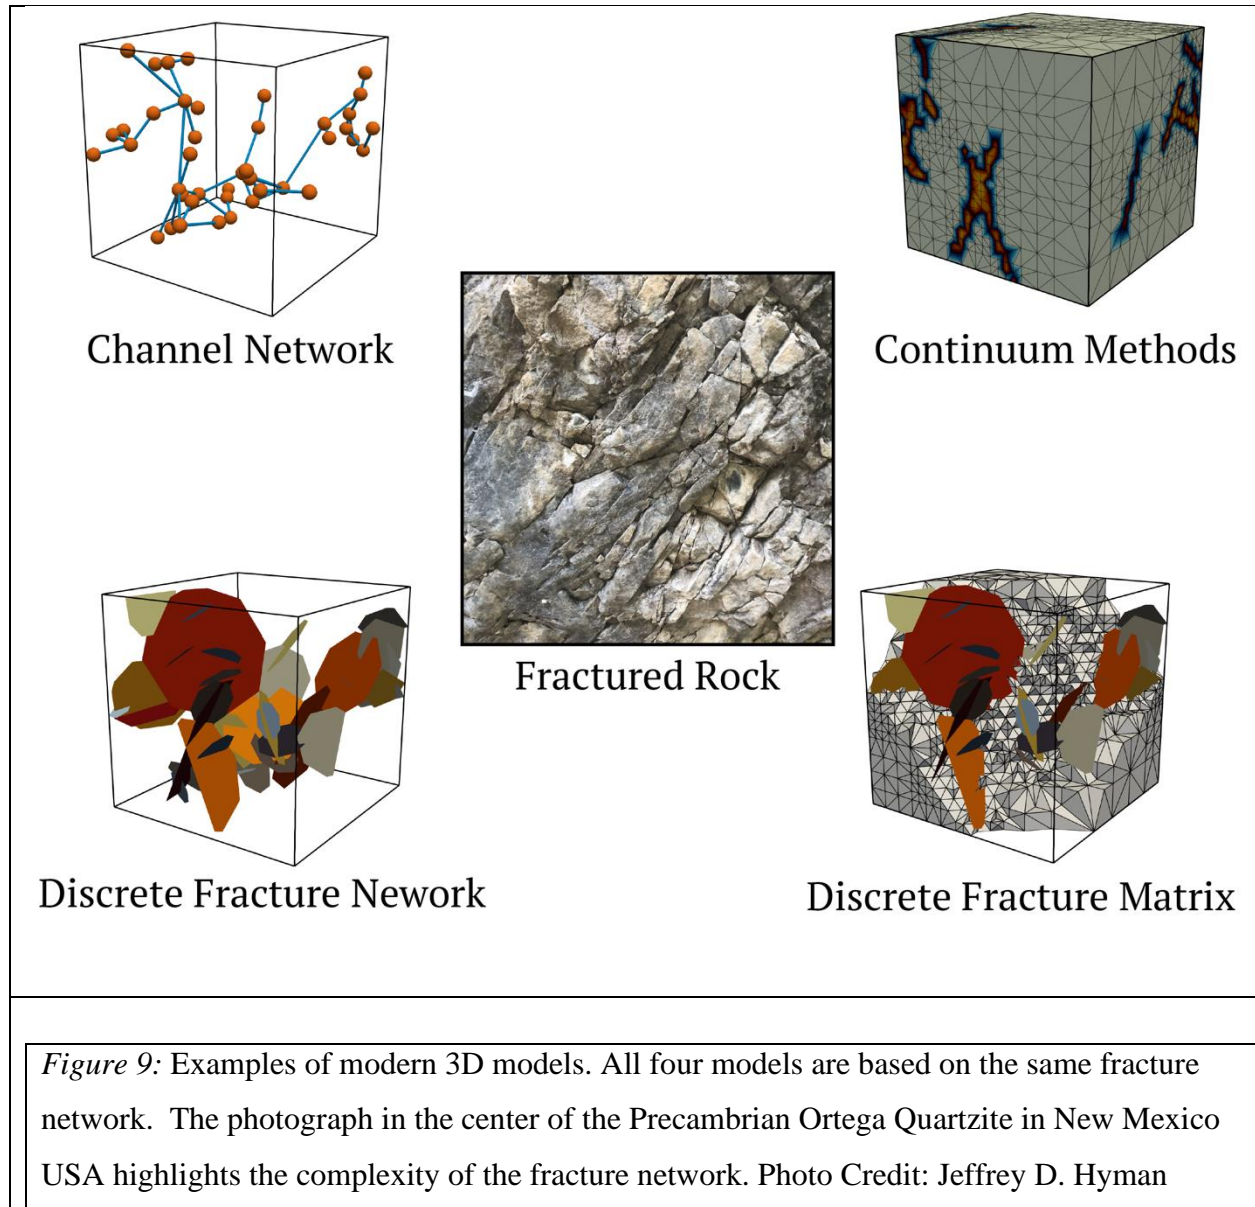 Channel Network
Continuum Methods
Fractured Rock
Discrete Fracture Nework
Discrete Fracture Matrix
Figure 9: Examples of modern 3D models. All four models are based on the same fracture
network. The photograph in the center of the Precambrian Ortega Quartzite in New Mexico
USA highlights the complexity of the fracture network. Photo Credit: Jeffrey D. Hyman